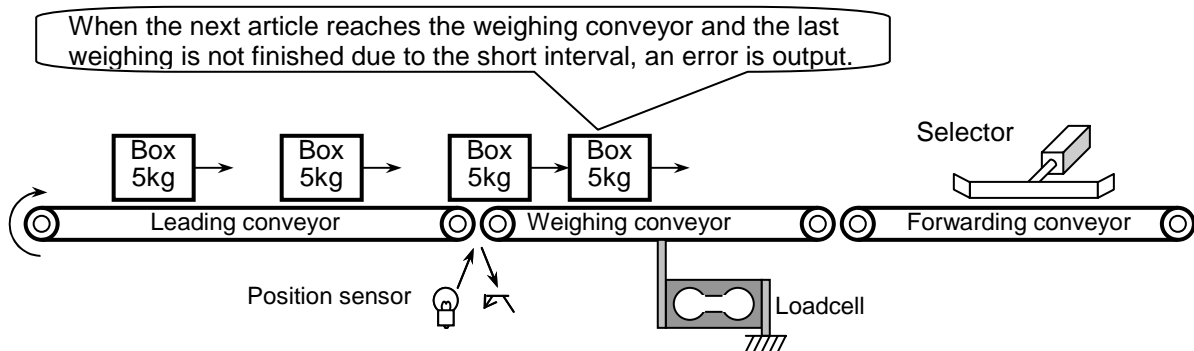 When the next article reaches the weighing conveyor and the last
weighing is not finished due to the short interval, an error is output.
Selector
Box
5kg
Box
5kg
Box
5kg
Box
5kg
Leading conveyor
Weighing conveyor
Forwarding conveyor
Position sensor
Loadcell